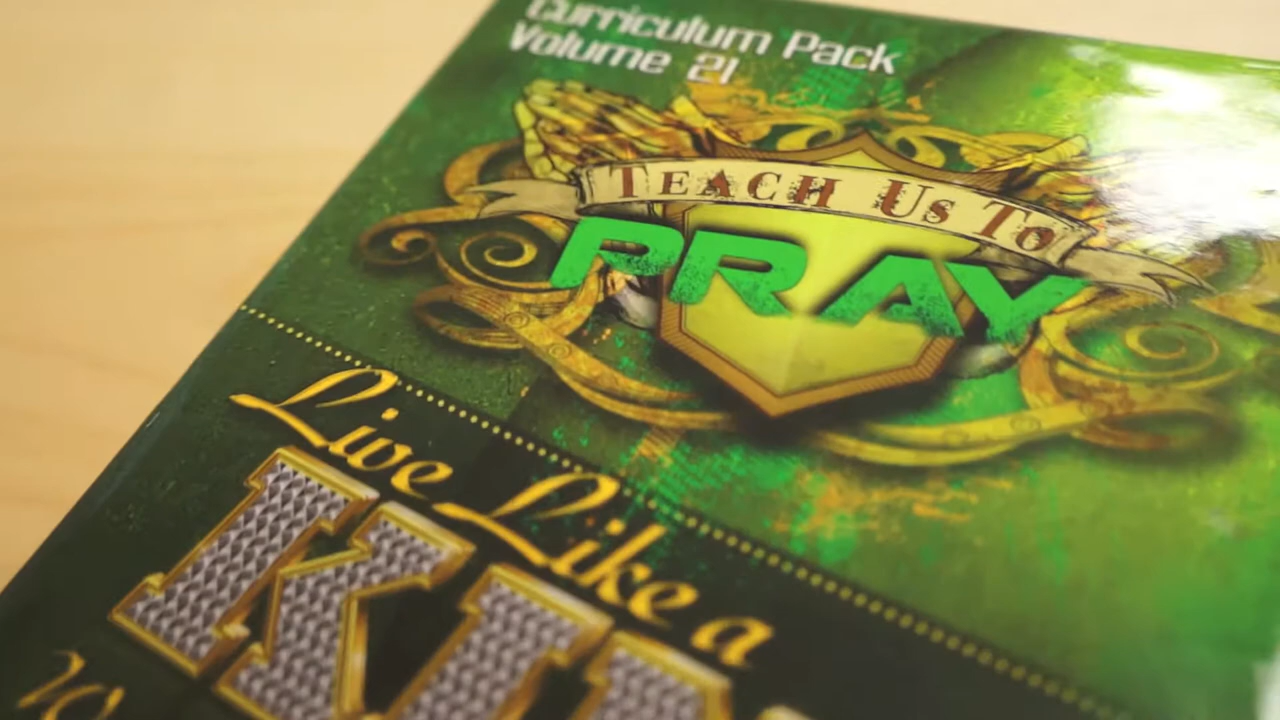 Curriculum Pack
Volume 21
TEACH US TO
PRAY
Live Like a